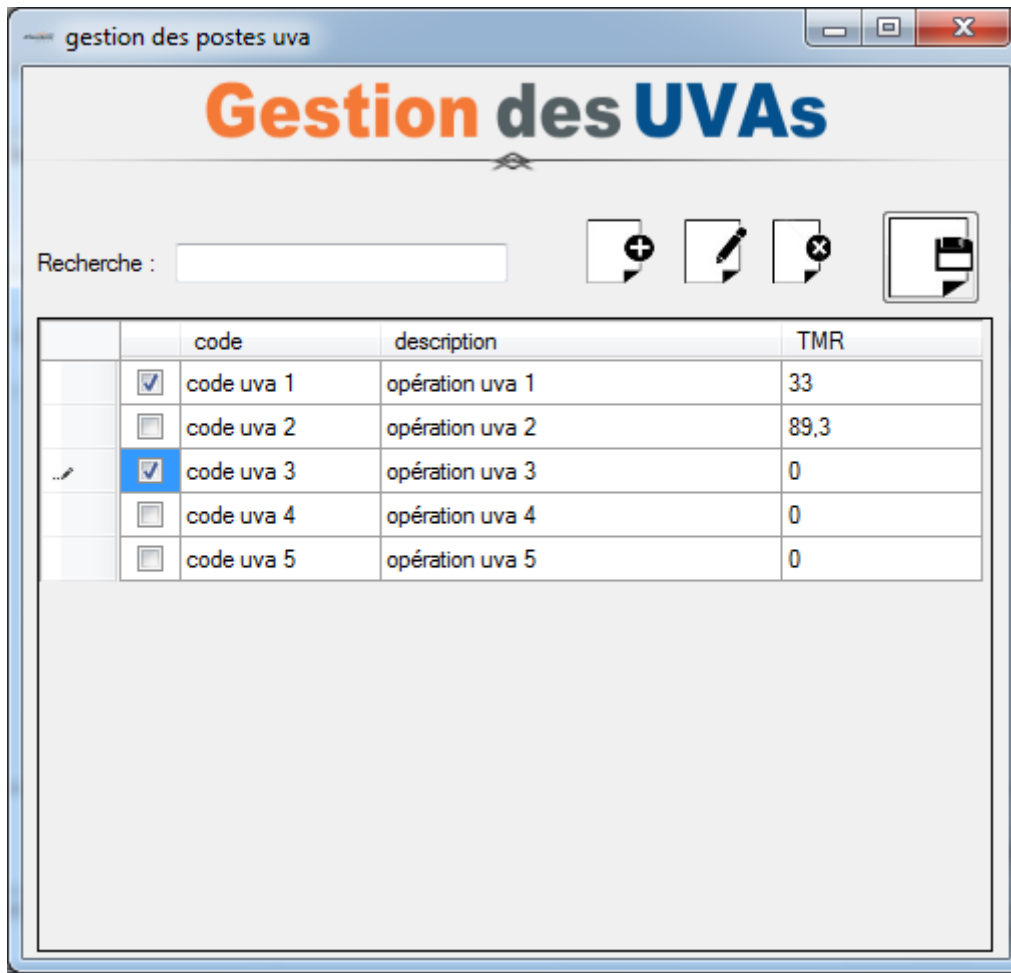 gestion des postes uva
Gestion des UVAs
Recherche :
code description TMR
code uva 1 opération uva 1 33
code uva 2 opération uva 2 89,3
code uva 3 opération uva 3 0
code uva 4 opération uva 4 0
code uva 5 opération uva 5 0